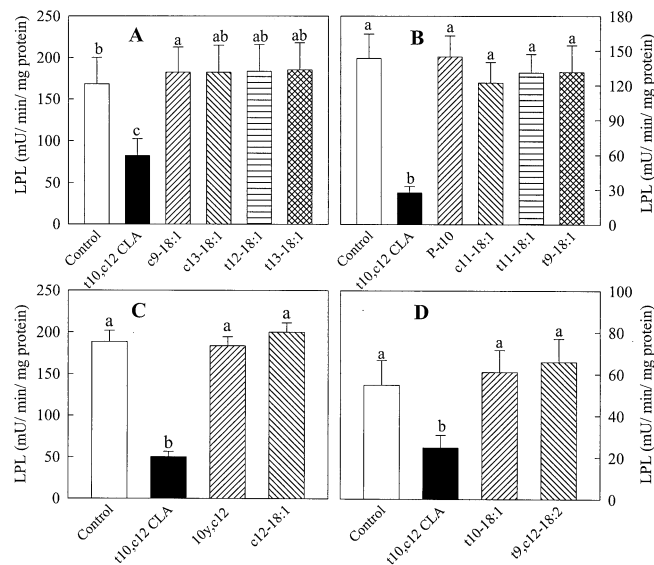 A
LPL (mU/ min/ mg protein)
250
200
150
100
50
0
b
c
a
ab
ab
ab
Control
t10,c12 CLA
c9-18:1
c13-18:1
t12-18:1
t13-18:1
B
LPL (mU/ min/ mg protein)
180
150
120
90
60
30
0
a
b
a
a
a
a
Control
t10,c12 CLA
P-t10
c11-18:1
t11-18:1
t9-18:1
C
LPL (mU/ min/ mg protein)
250
200
150
100
50
0
a
b
a
a
Control
t10,c12 CLA
10y,c12
c12-18:1
D
LPL (mU/ min/ mg protein)
100
80
60
40
20
0
a
b
a
a
Control
t10,c12 CLA
t10-18:1
t9,c12-18:2